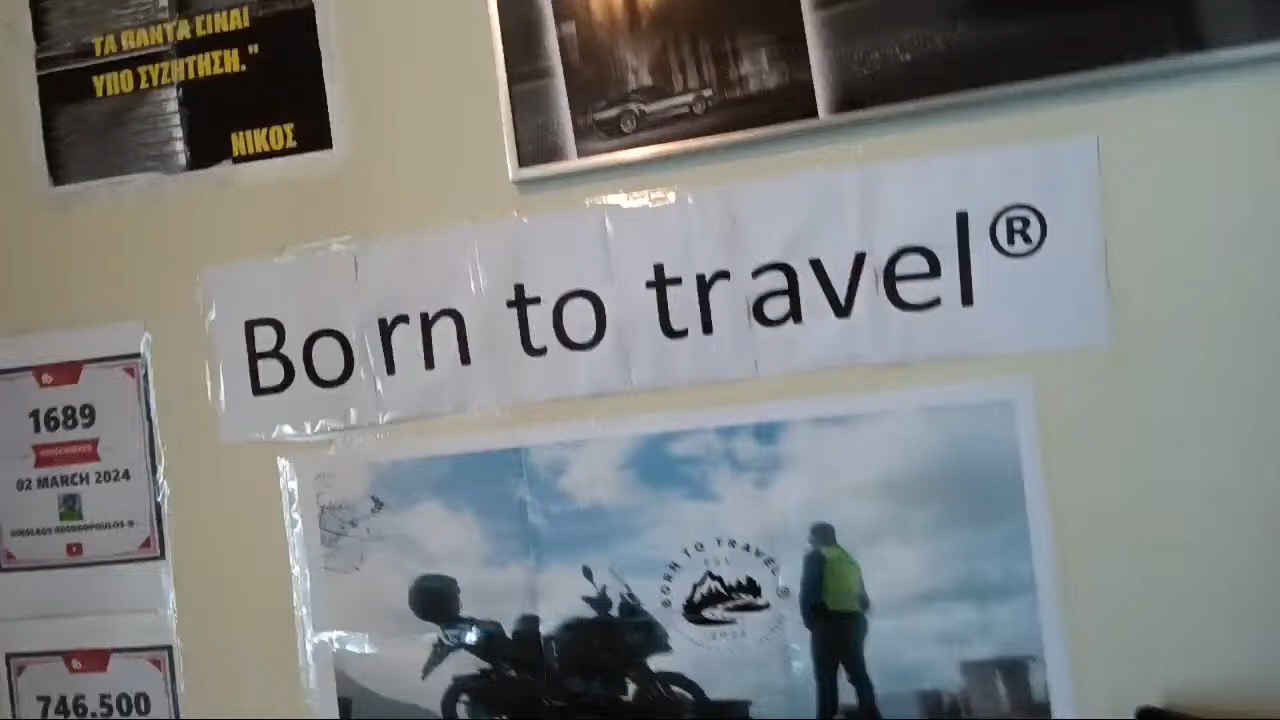 ΤΑ ΠΑΝΤΑ ΕΙΝΑΙ
ΥΠΟ ΣΥΖΗΤΗΣΗ."
ΝΙΚΟΣ
Born to travel®
1689
02 MARCH 2024
BORN TO TRAVEL ®
746.500